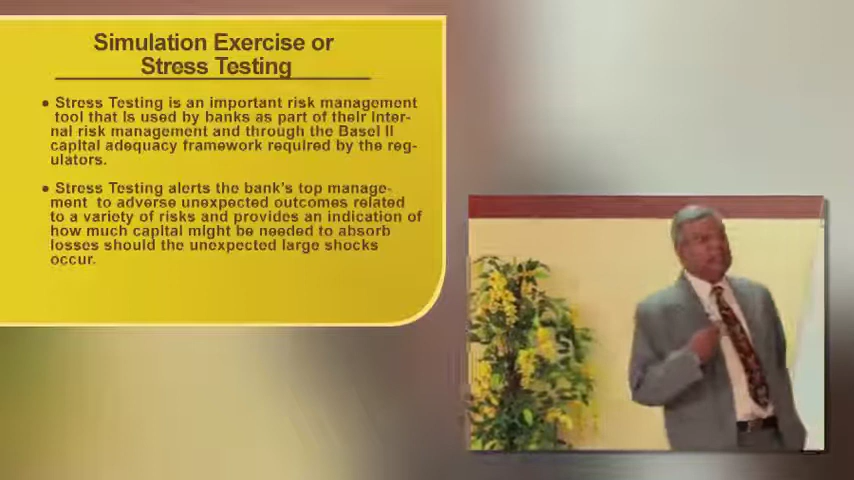 Simulation Exercise or
Stress Testing
• Stress Testing is an important risk management
tool that is used by banks as part of their inter-
nal risk management and through the Basel II
capital adequacy framework required by the reg-
ulators.
• Stress Testing alerts the bank's top manage-
ment to adverse unexpected outcomes related
to a variety of risks and provides an indication of
how much capital might be needed to absorb
losses should the unexpected large shocks
occur.